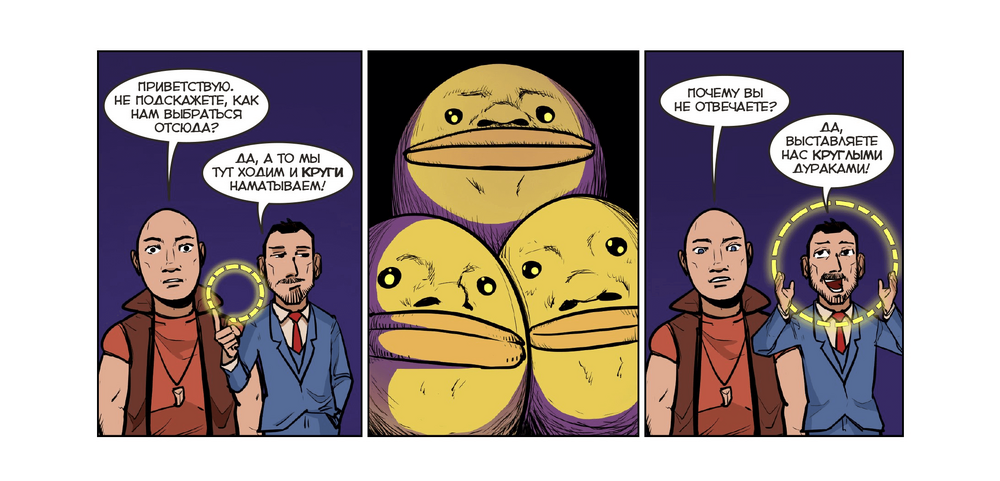 ПРИВЕТСТВУЮ.
НЕ ПОДСКАЖЕТЕ, КАК
НАМ ВЫБРАТЬСЯ
ОТСЮДА?
ДА, А ТО МЫ
ТУТ ХОДИМ И КРУГИ
НАМАТЫВАЕМ!
ПОЧЕМУ ВЫ
НЕ ОТВЕЧАЕТЕ?
ДА,
ВЫСТАВЛЯЕТЕ
НАС КРУГЛЫМИ
ДУРАКАМИ!